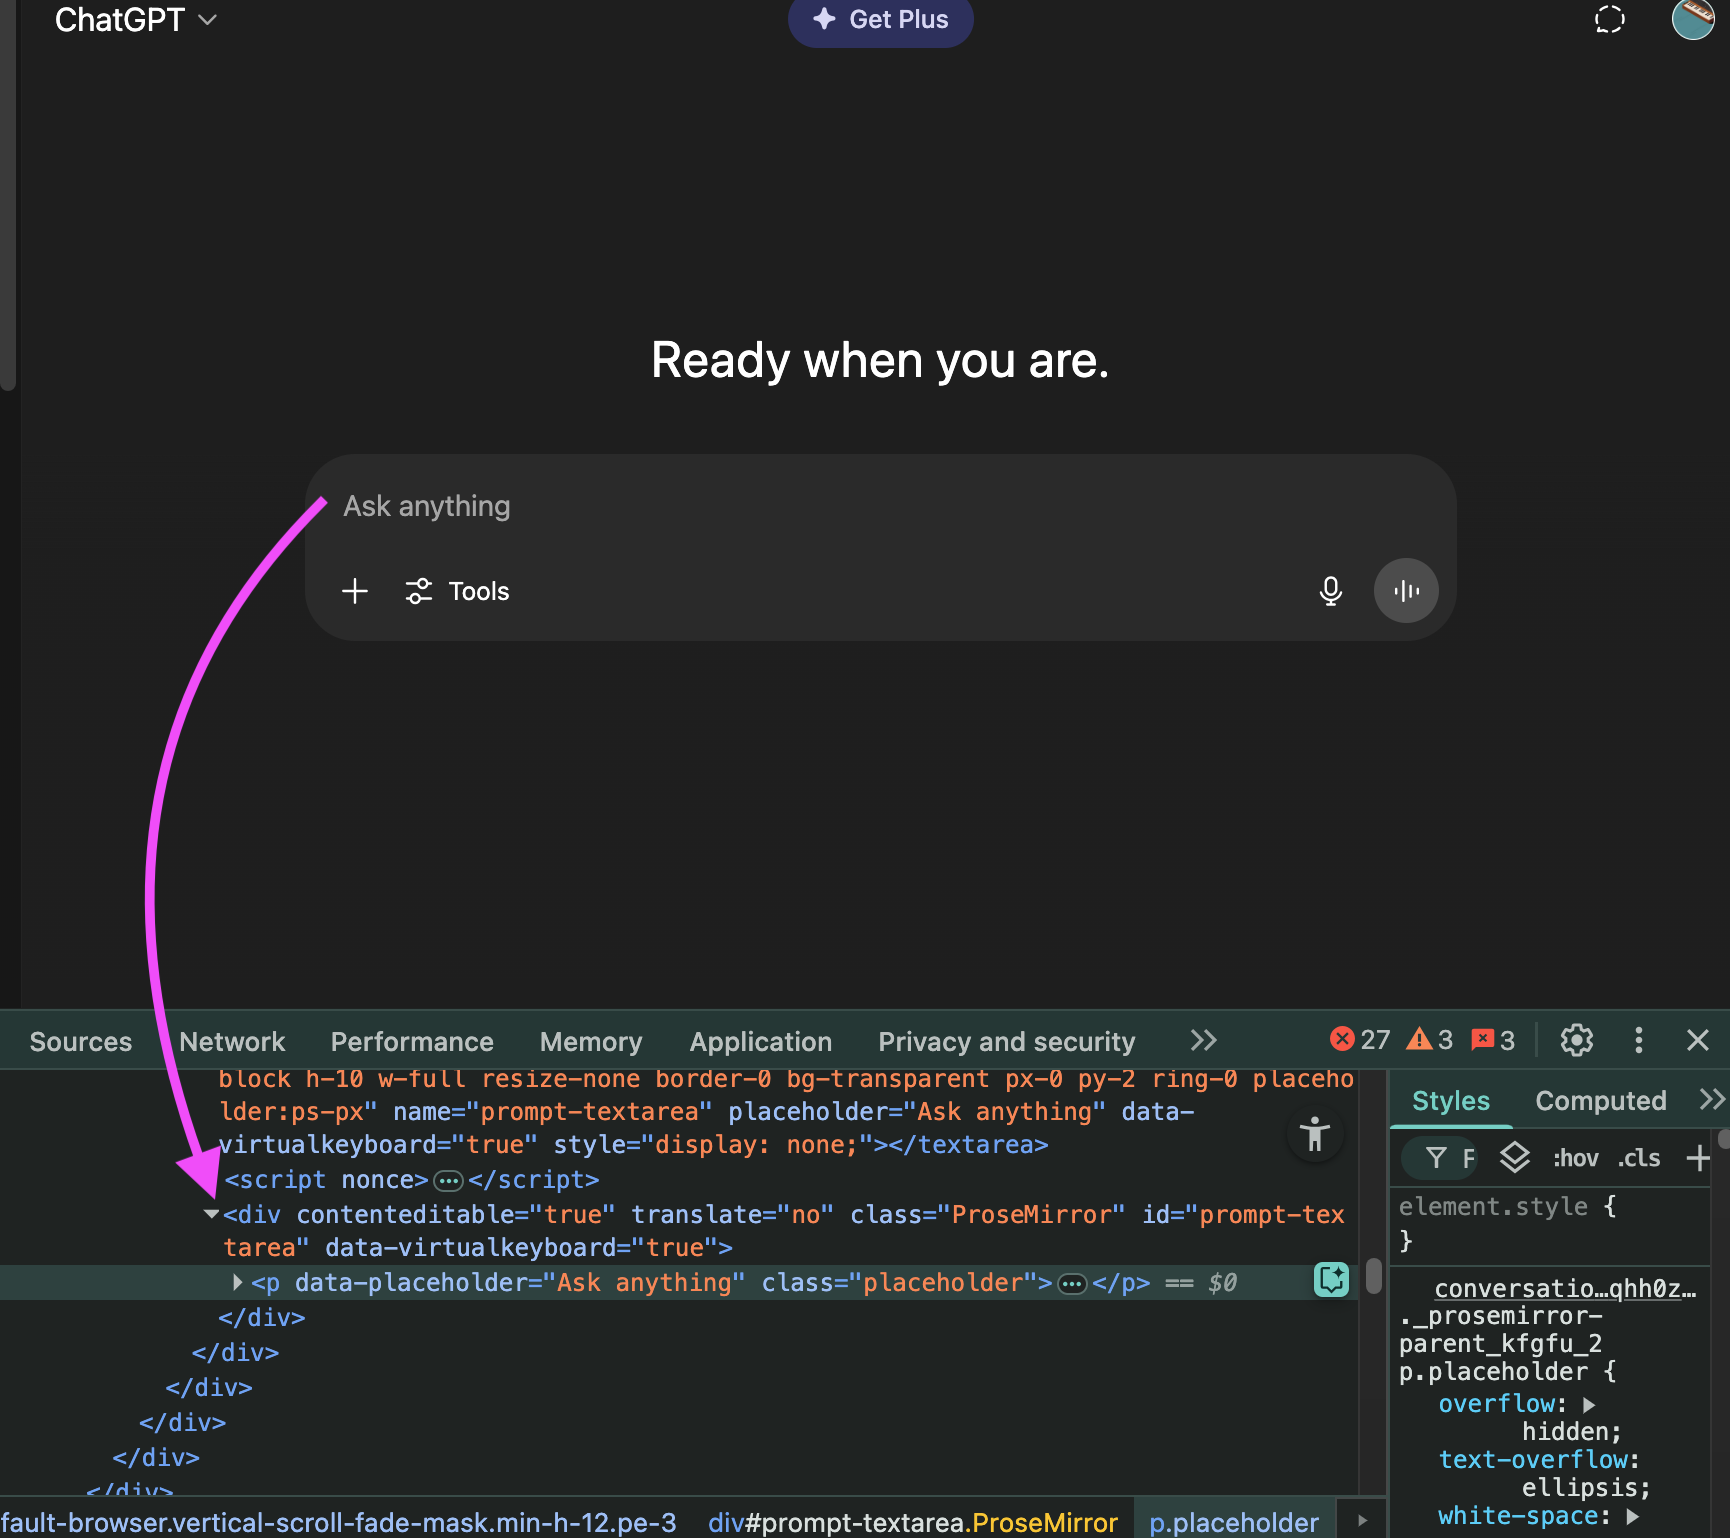 ChatGPT
Get Plus
Ready when you are.
Ask anything
Tools
Sources Network Performance Memory Application Privacy and security 27 3 3
block h-10 w-full resize-none border-0 bg-transparent px-0 py-2 ring-0 placeho
lder:ps-px" name="prompt-textarea" placeholder="Ask anything" data-
virtualkeyboard="true" style="display: none;"></textarea>
<script nonce>…</script>
<div contenteditable="true" translate="no" class="ProseMirror" id="prompt-tex
tarea" data-virtualkeyboard="true">
<p data-placeholder="Ask anything" class="placeholder">…</p> == $0
</div>
</div>
</div>
</div>
</div>
</div>
fault-browser.vertical-scroll-fade-mask.min-h-12.pe-3 div#prompt-textarea.ProseMirror p.placeholder
Styles Computed
F :hov .cls
element.style {
}
conversatio…qhh0z…
._prosemirror-
parent_kfgfu_2
p.placeholder {
overflow:
hidden;
text-overflow:
ellipsis;
white-space: